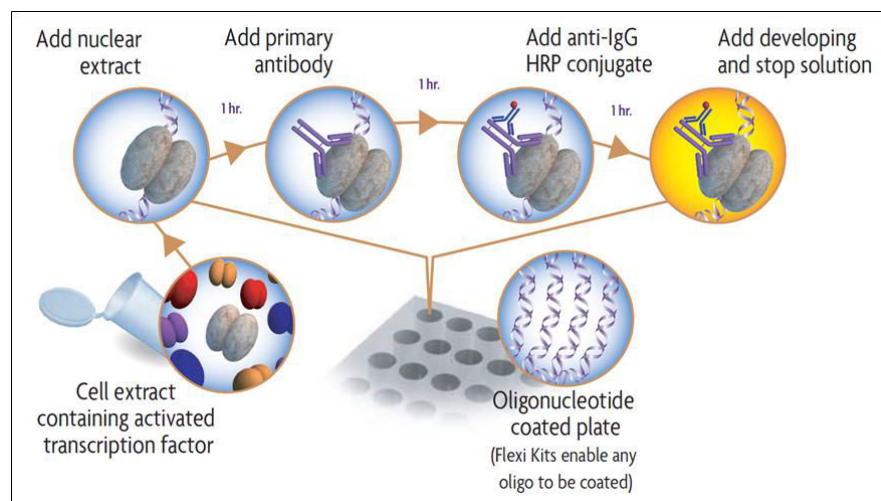 Add nuclear
extract
1 hr.
Add primary
antibody
1 hr.
Add anti-IgG
HRP conjugate
1 hr.
Add developing
and stop solution
Cell extract
containing activated
transcription factor
Oligonucleotide
coated plate
(Flexi Kits enable any
oligo to be coated)